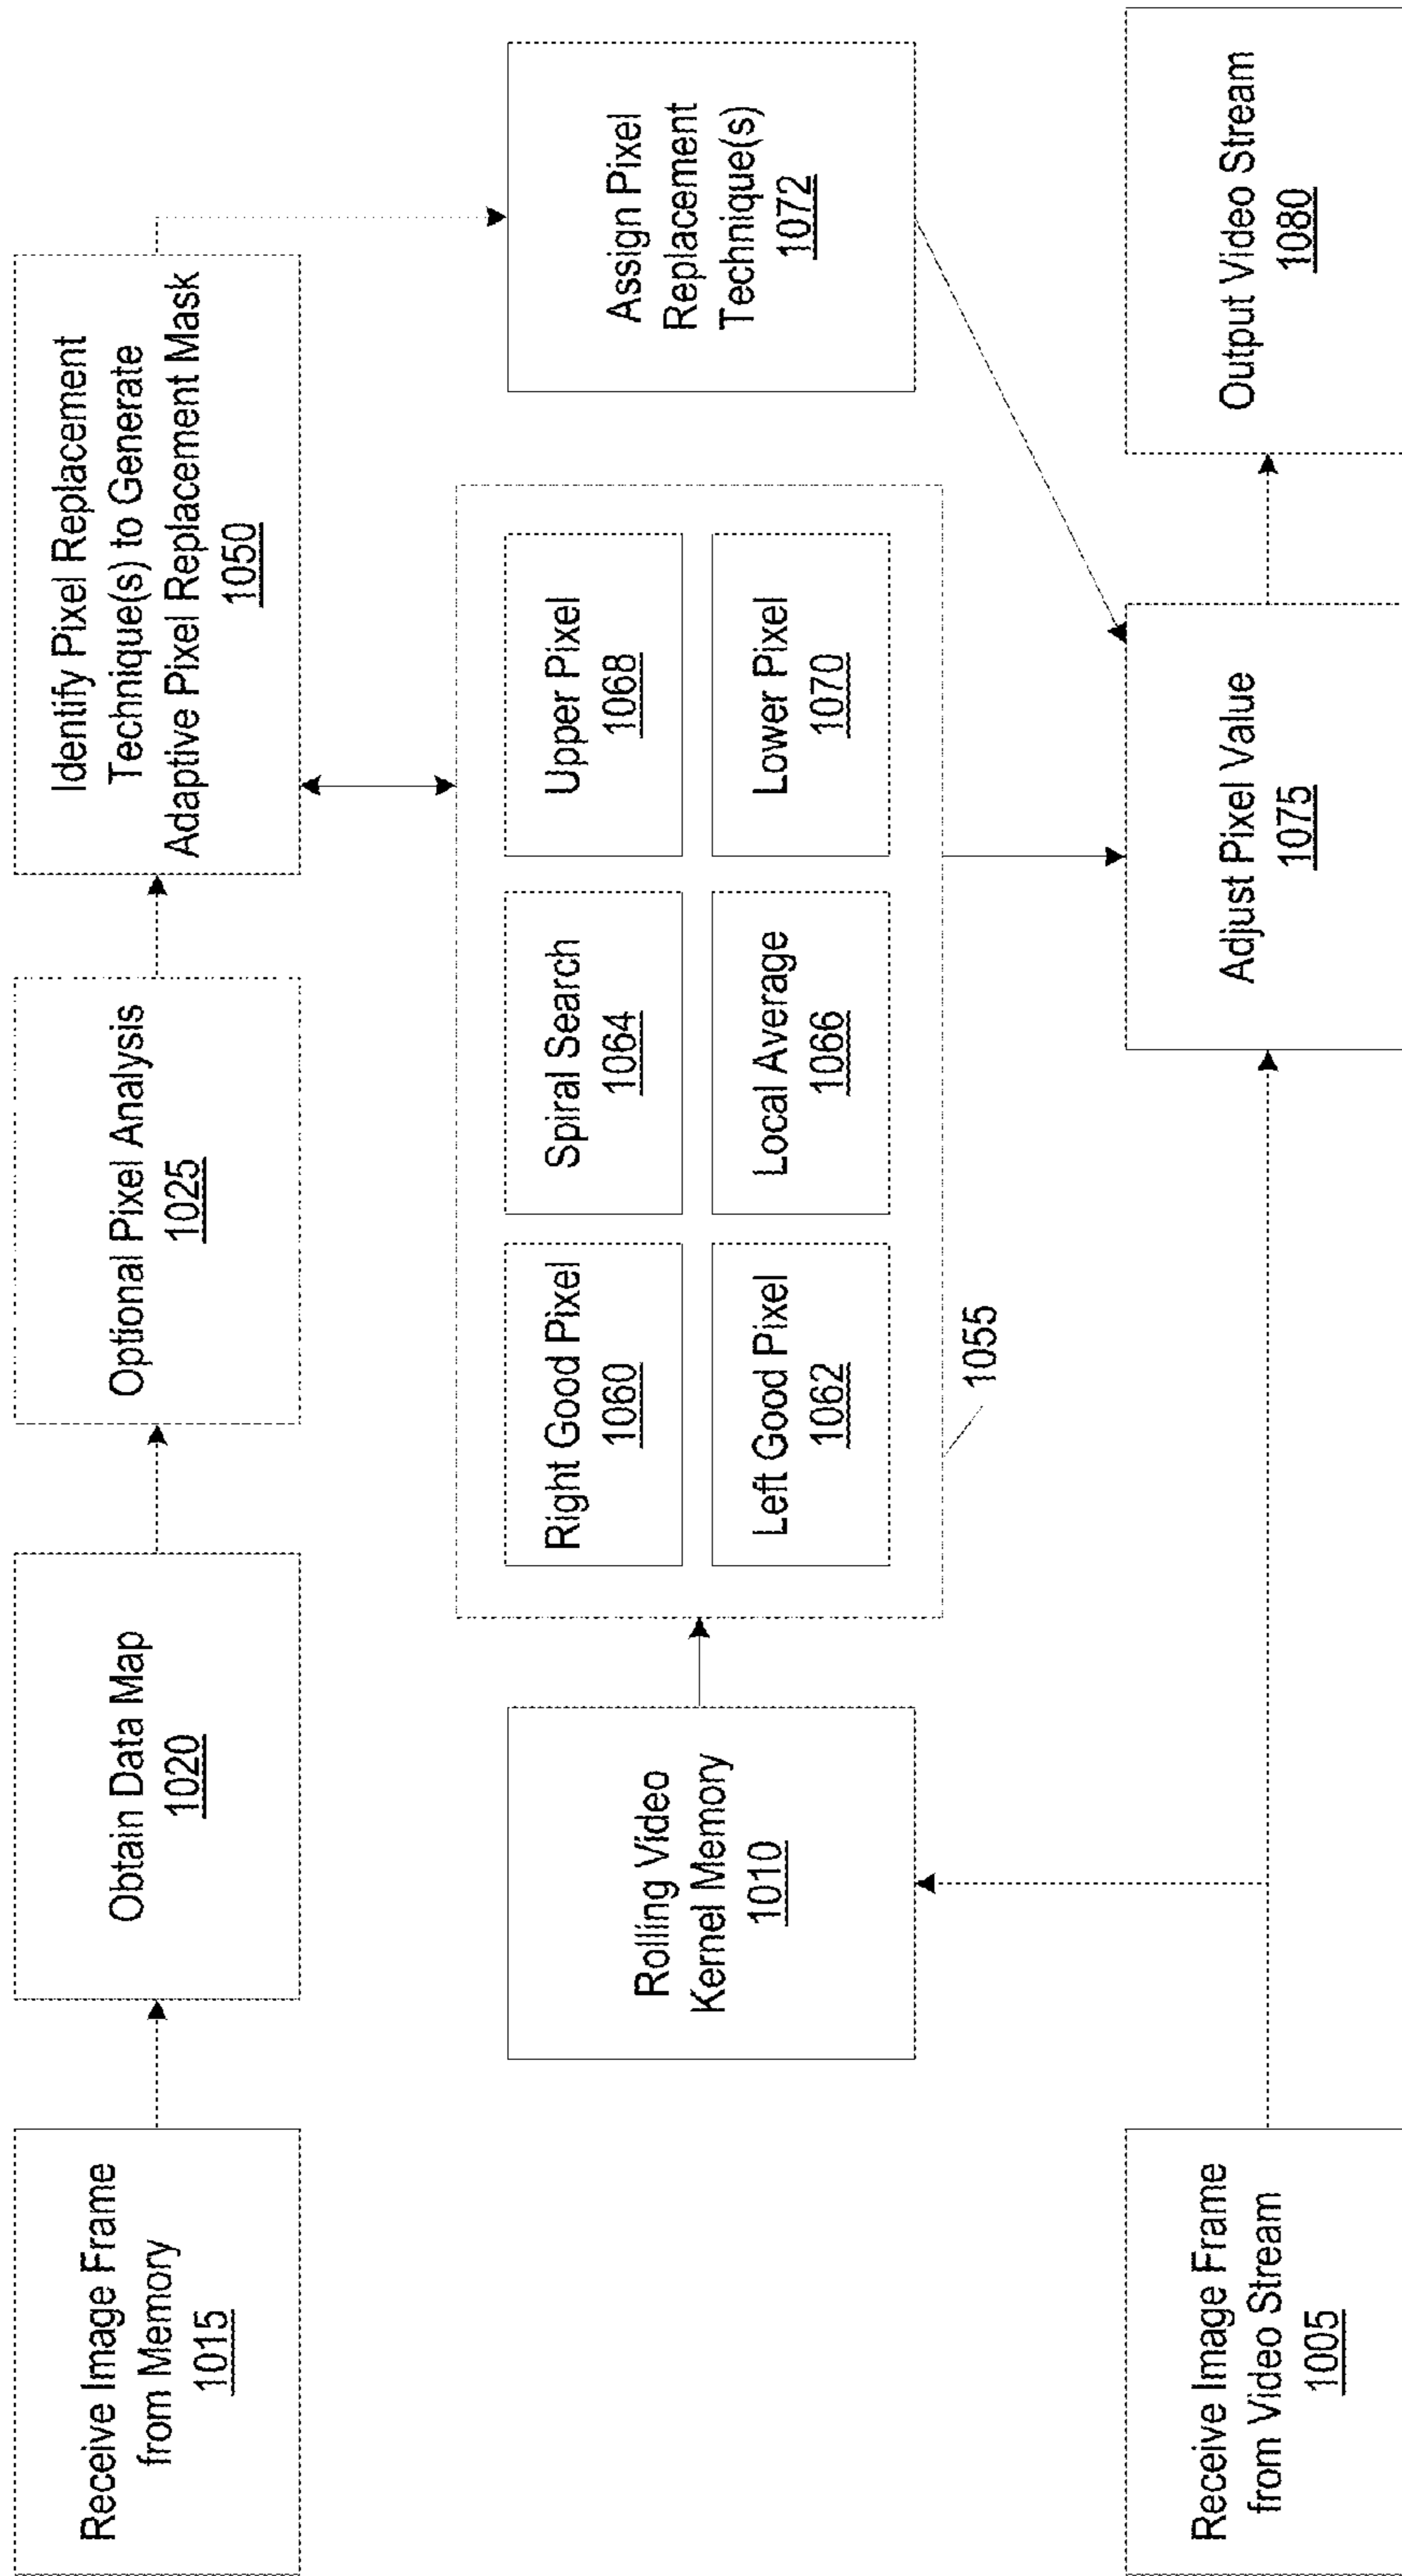 Receive Image Frame
from Memory
1015
Obtain Data Map
1020
Optional Pixel Analysis
1025
Identify Pixel Replacement
Technique(s) to Generate
Adaptive Pixel Replacement Mask
1050
Rolling Video
Kernel Memory
1010
Right Good Pixel
1060
Spiral Search
1064
Upper Pixel
1068
Left Good Pixel
1062
Local Average
1066
Lower Pixel
1070
1055
Assign Pixel
Replacement
Technique(s)
1072
Receive Image Frame
from Video Stream
1005
Adjust Pixel Value
1075
Output Video Stream
1080